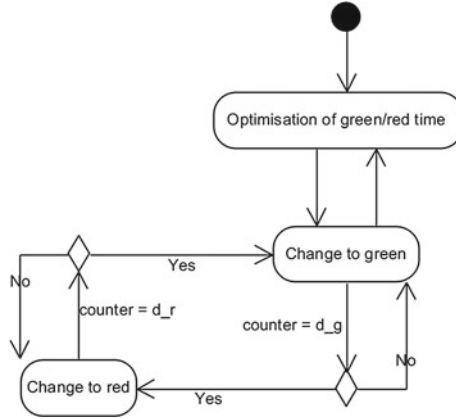 Optimisation of green/red time
Change to green
Yes
No
counter = d_r
counter = d_g
No
Change to red
Yes